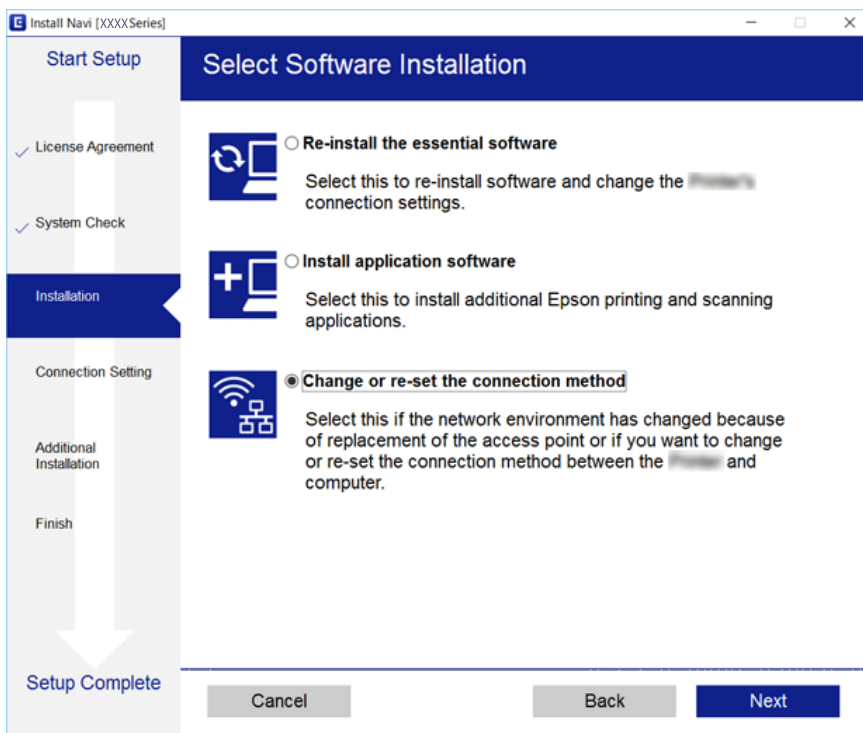 Install Navi [XXXXSeries]
Start Setup
License Agreement
System Check
Installation
Connection Setting
Additional
Installation
Finish
Setup Complete
Select Software Installation
Re-install the essential software
Select this to re-install software and change the
connection settings.
Install application software
Select this to install additional Epson printing and scanning
applications.
Change or re-set the connection method
Select this if the network environment has changed because
of replacement of the access point or if you want to change
or re-set the connection method between the and
computer.
Cancel
Back
Next